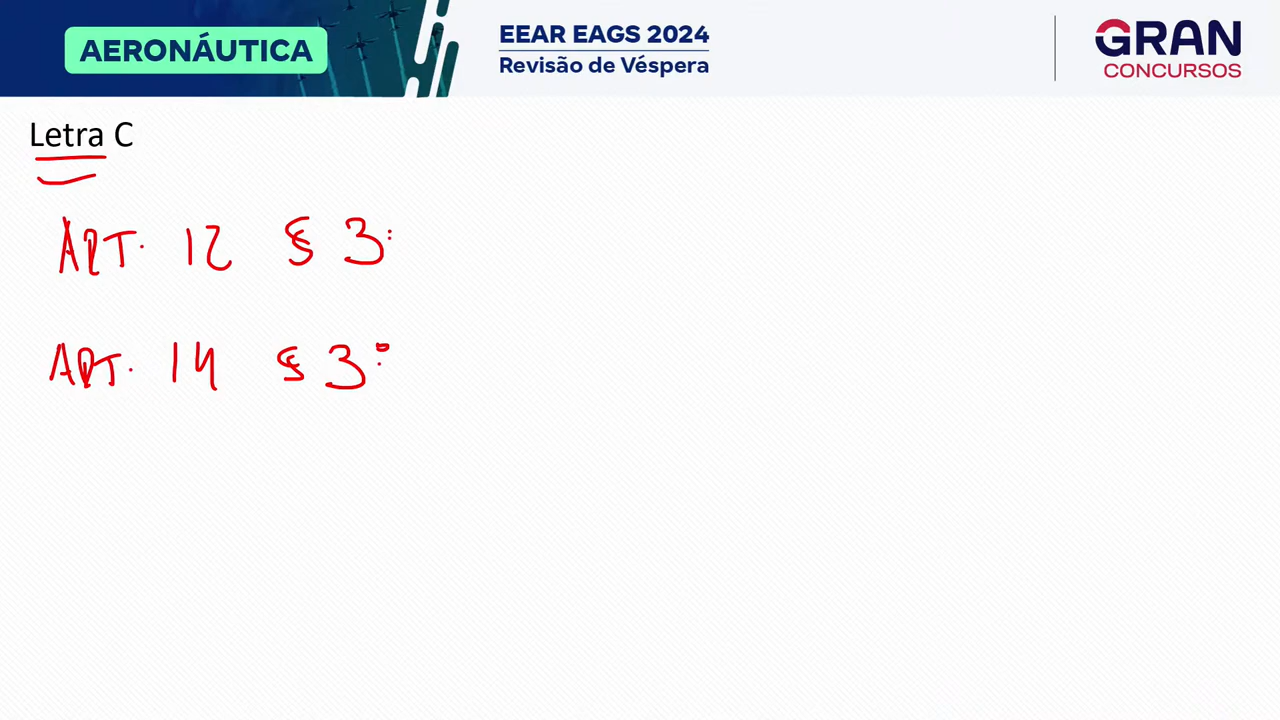 AERONÁUTICA
EEAR EAGS 2024
Revisão de Véspera
GRAN
CONCURSOS
Letra C
ART. 12 § 3º
ART. 14 § 3º